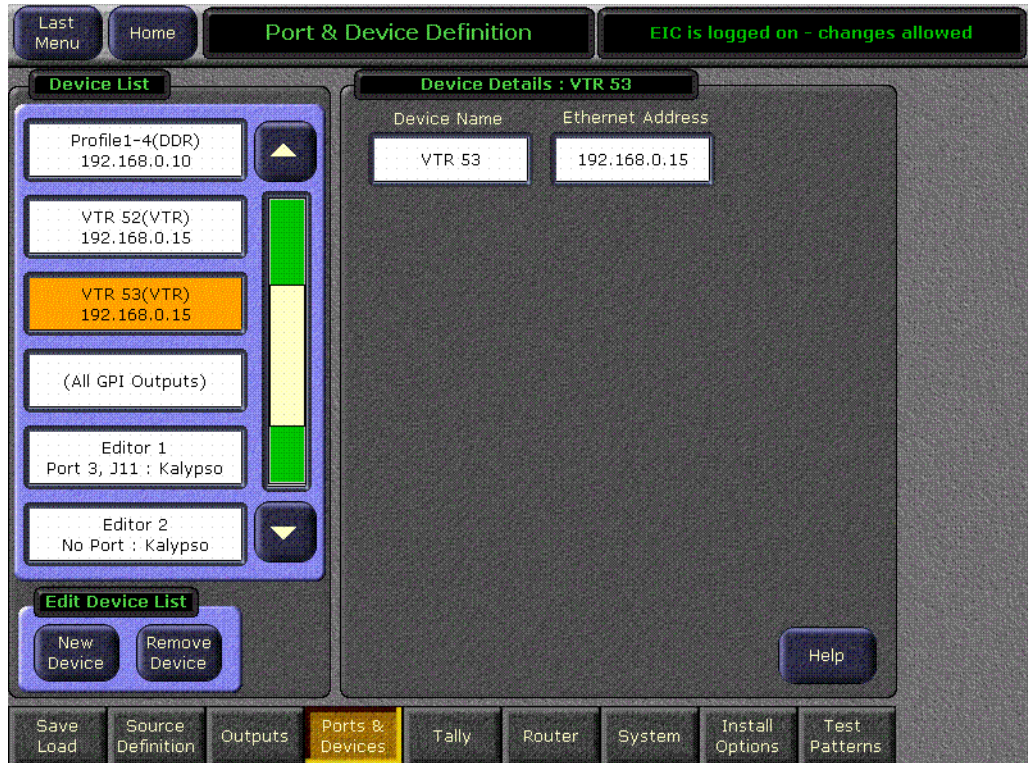 Last
Menu
Home
Port & Device Definition
EIC is logged on - changes allowed
Device List
Profile1-4(DDR)
192.168.0.10
VTR 52(VTR)
192.168.0.15
VTR 53(VTR)
192.168.0.15
(All GPI Outputs)
Editor 1
Port 3, J11 : Kalypso
Editor 2
No Port : Kalypso
Edit Device List
New
Device
Remove
Device
Device Details : VTR 53
Device Name
Ethernet Address
VTR 53
192.168.0.15
Help
Save
Load
Source
Definition
Outputs
Ports &
Devices
Tally
Router
System
Install
Options
Test
Patterns